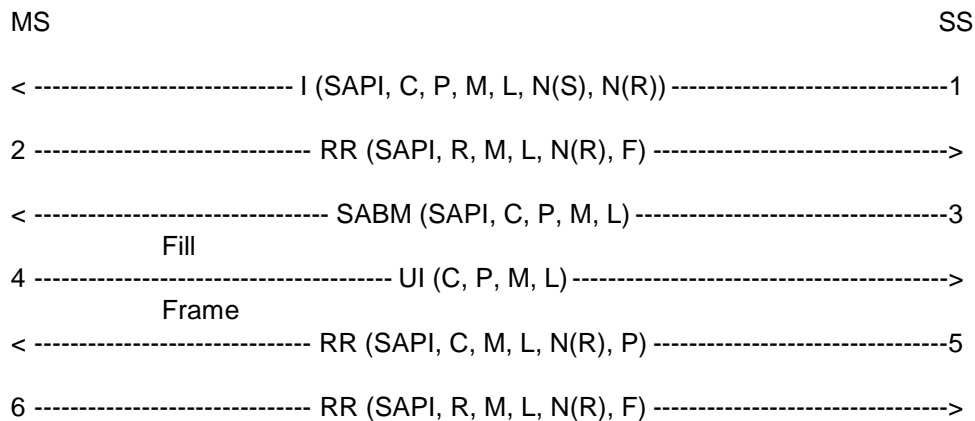 MS SS
< ----------------------------- I (SAPI, C, P, M, L, N(S), N(R)) -------------------------------1
2 ------------------------------- RR (SAPI, R, M, L, N(R), F) --------------------------------->
< --------------------------------- SABM (SAPI, C, P, M, L) -----------------------------------3
Fill
4 ---------------------------------------- UI (C, P, M, L) ------------------------------------------>
Frame
< ------------------------------- RR (SAPI, C, M, L, N(R), P) ---------------------------------5
6 ------------------------------- RR (SAPI, R, M, L, N(R), F) --------------------------------->